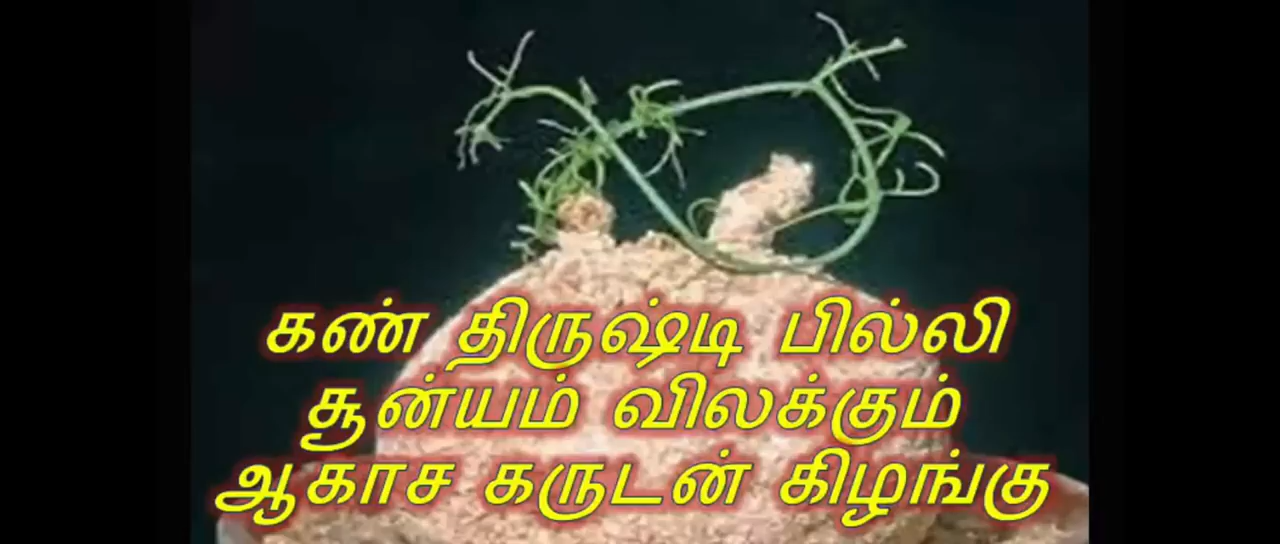 கண் திருஷ்டி பில்லி
சூன்யம் விலக்கும்
ஆகாச கருடன் கிழங்கு